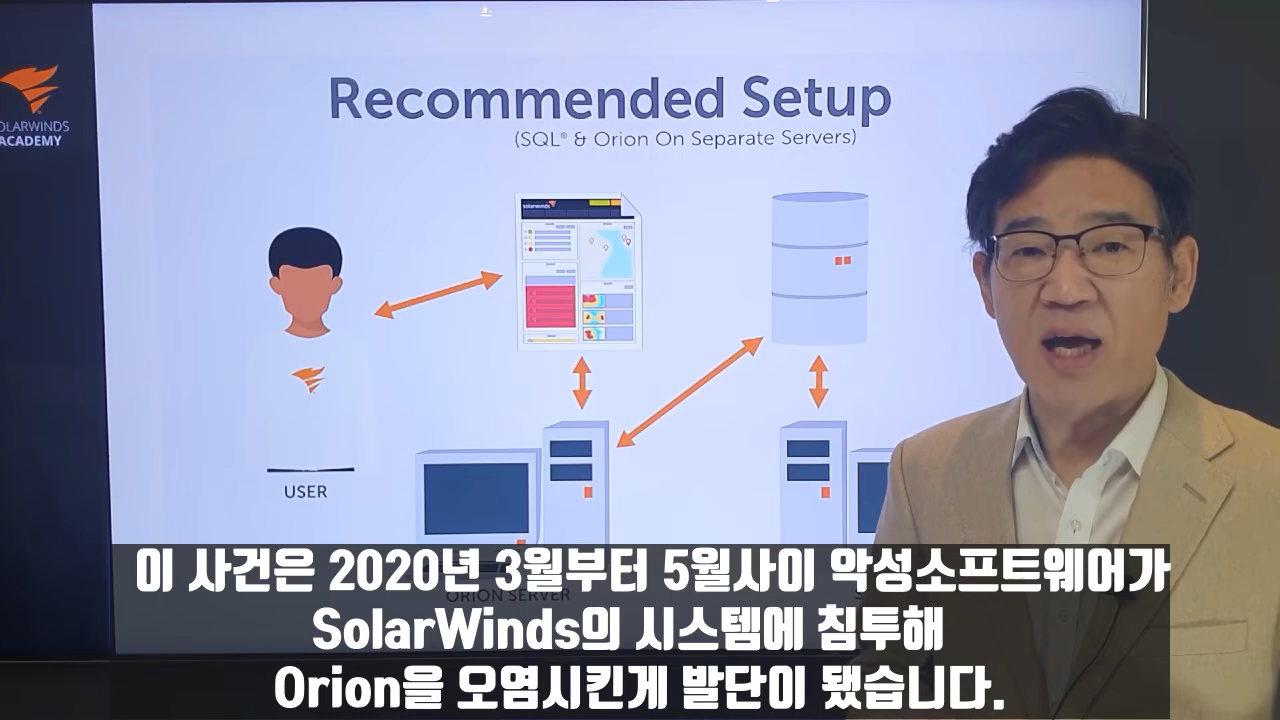 SOLARWINDS
ACADEMY
Recommended Setup
(SQL® & Orion On Separate Servers)
solarwinds
USER
ORION SERVER
이 사건은 2020년 3월부터 5월사이 악성소프트웨어가
SolarWinds의 시스템에 침투해
Orion을 오염시킨게 발단이 됐습니다.